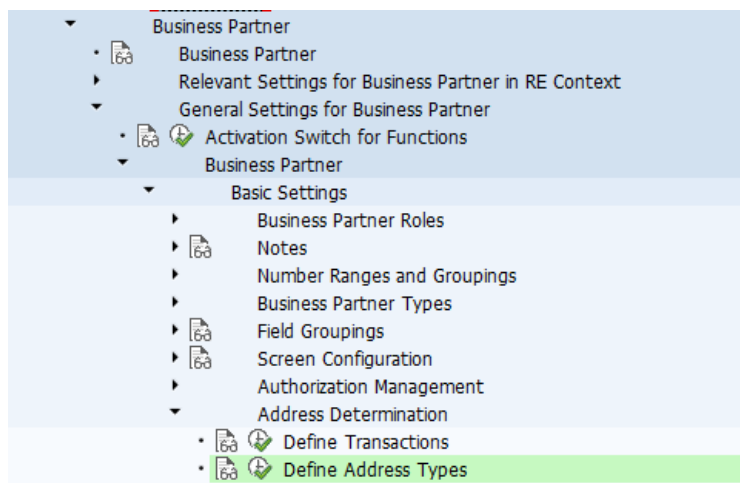 Business Partner
Business Partner
Relevant Settings for Business Partner in RE Context
General Settings for Business Partner
Activation Switch for Functions
Business Partner
Basic Settings
Business Partner Roles
Notes
Number Ranges and Groupings
Business Partner Types
Field Groupings
Screen Configuration
Authorization Management
Address Determination
Define Transactions
Define Address Types